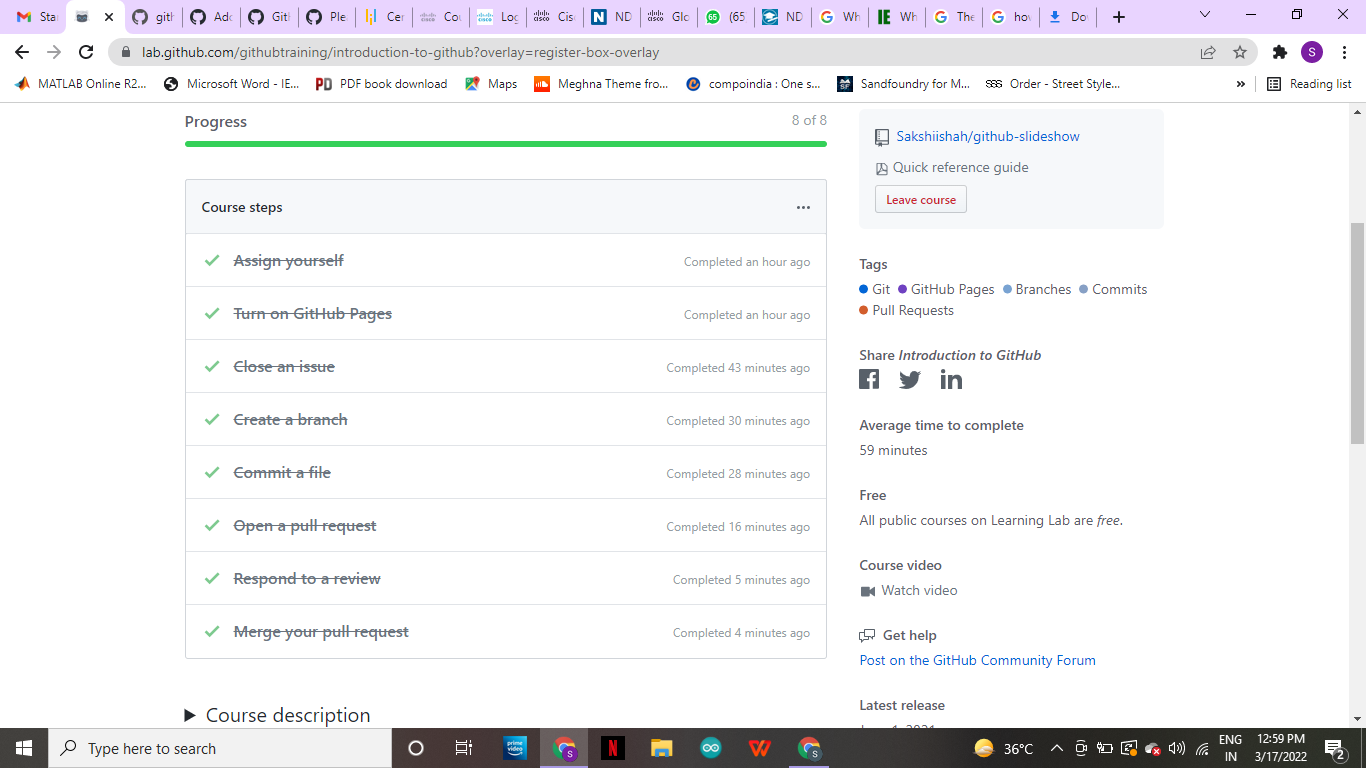 Star
gith
Add
Gith
Ple
Cer
Cou
Log
Cis
ND
Glo
(65
ND
Wh
Wh
The
hov
Dov
lab.github.com/githubtraining/introduction-to-github?overlay=register-box-overlay
S
MATLAB Online R2...
Microsoft Word - IE...
PDF book download
Maps
Meghna Theme fro...
compoindia : One s...
Sandfoundry for M...
Order - Street Style...
»
Reading list
Progress
8 of 8
Course steps
Assign yourself
Completed an hour ago
Turn on GitHub Pages
Completed an hour ago
Close an issue
Completed 43 minutes ago
Create a branch
Completed 30 minutes ago
Commit a file
Completed 28 minutes ago
Open a pull request
Completed 16 minutes ago
Respond to a review
Completed 5 minutes ago
Merge your pull request
Completed 4 minutes ago
Course description
Sakshiishah/github-slideshow
Quick reference guide
Leave course
Tags
Git GitHub Pages Branches Commits
Pull Requests
Share Introduction to GitHub
Average time to complete
59 minutes
Free
All public courses on Learning Lab are free.
Course video
Watch video
Get help
Post on the GitHub Community Forum
Latest release
Type here to search
prime video
36°C
ENG
IN
12:59 PM
3/17/2022
2